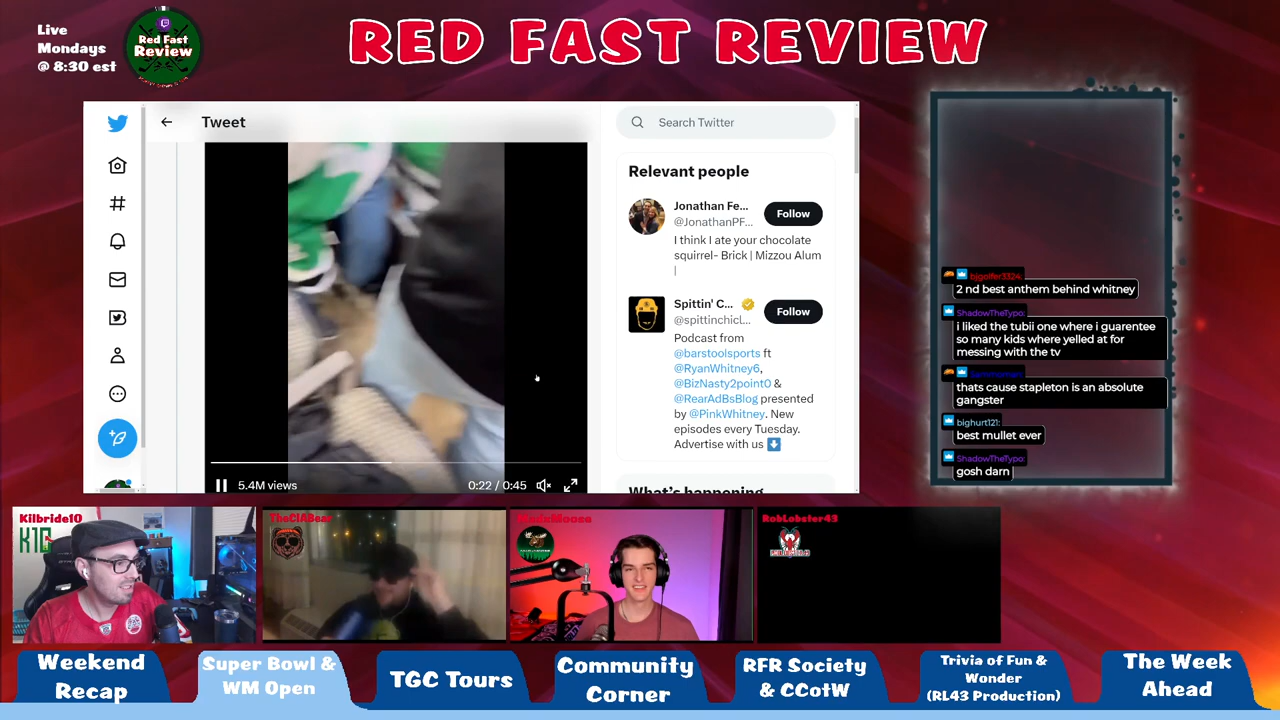 Live
Mondays
@ 8:30 est
Red Fast
Review
RED FAST REVIEW
Tweet
Search Twitter
Relevant people
Jonathan Fe...
@JonathanPF...
Follow
I think I ate your chocolate
squirrel- Brick | Mizzou Alum
|
Spittin' C...
@spittinchicl...
Follow
Podcast from
@barstoolsports ft
@RyanWhitney6,
@BizNasty2point0 &
@RearAdBsBlog presented
by @PinkWhitney. New
episodes every Tuesday.
Advertise with us
What's happening
5.4M views
0:22 / 0:45
bjgolfer3324:
2 nd best anthem behind whitney
ShadowTheTypo:
i liked the tubii one where i guarentee
so many kids where yelled at for
messing with the tv
thats cause stapleton is an absolute
gangster
bighurt121:
best mullet ever
ShadowTheTypo:
gosh darn
Kilbride10
K10
TheCIABear
RobLobster43
Weekend
Recap
Super Bowl &
WM Open
TGC Tours
Community
Corner
RFR Society
& CCotW
Trivia of Fun &
Wonder
(RL43 Production)
The Week
Ahead